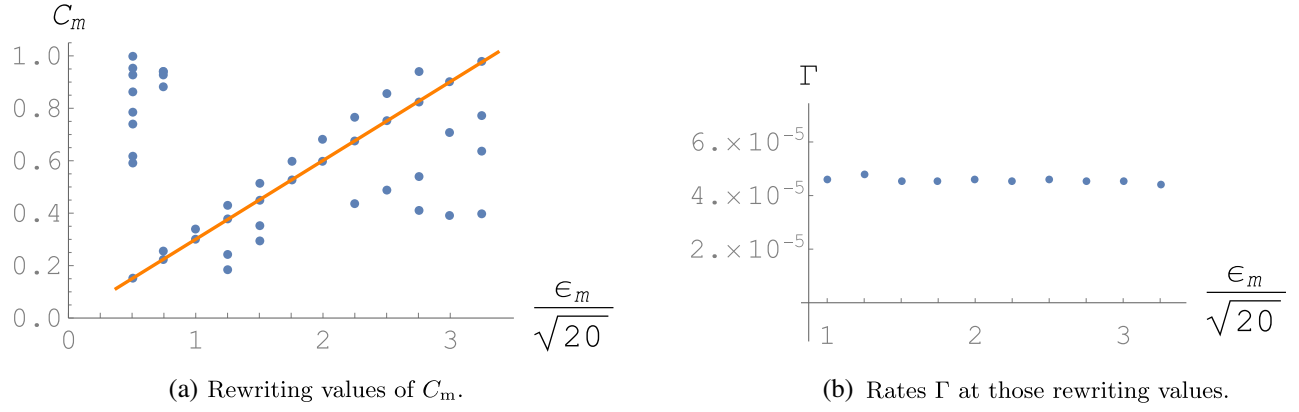 C_m
1.0
0.8
0.6
0.4
0.2
0.0
0 1 2 3
ϵ_m
√20
(a) Rewriting values of C_m.
Γ
6.×10^-5
4.×10^-5
2.×10^-5
1 2 3
ϵ_m
√20
(b) Rates Γ at those rewriting values.